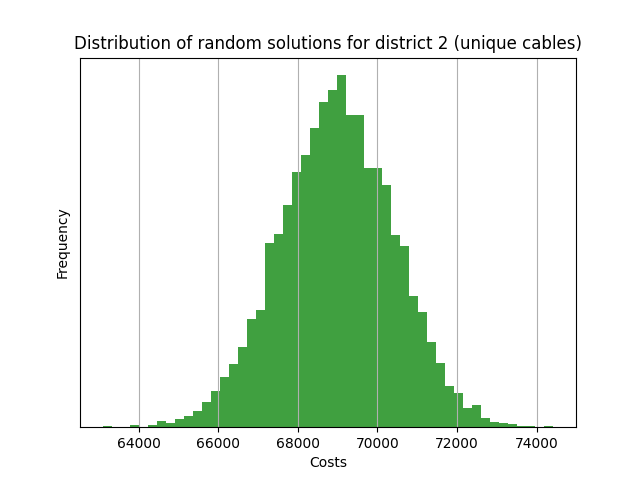 Distribution of random solutions for district 2 (unique cables)
Frequency
64000 66000 68000 70000 72000 74000
Costs